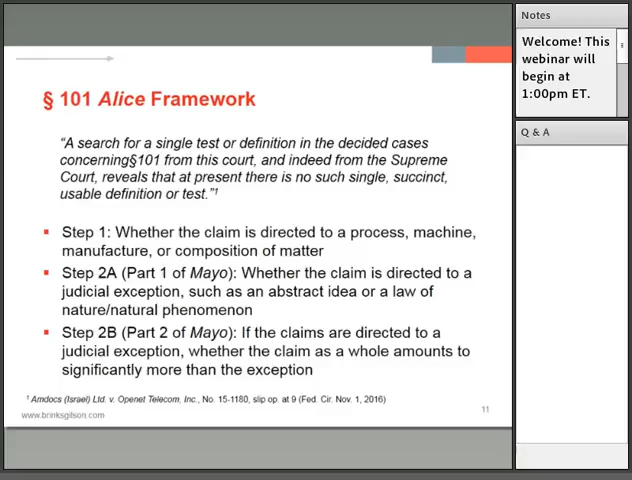 § 101 Alice Framework
“A search for a single test or definition in the decided cases
concerning§101 from this court, and indeed from the Supreme
Court, reveals that at present there is no such single, succinct,
usable definition or test.”1
Step 1: Whether the claim is directed to a process, machine,
manufacture, or composition of matter
Step 2A (Part 1 of Mayo): Whether the claim is directed to a
judicial exception, such as an abstract idea or a law of
nature/natural phenomenon
Step 2B (Part 2 of Mayo): If the claims are directed to a
judicial exception, whether the claim as a whole amounts to
significantly more than the exception
1 Amdocs (Israel) Ltd. v. Openet Telecom, Inc., No. 15-1180, slip op. at 9 (Fed. Cir. Nov. 1, 2016)
www.brinksgilson.com
11
Notes
Welcome! This
webinar will
begin at
1:00pm ET.
Q & A